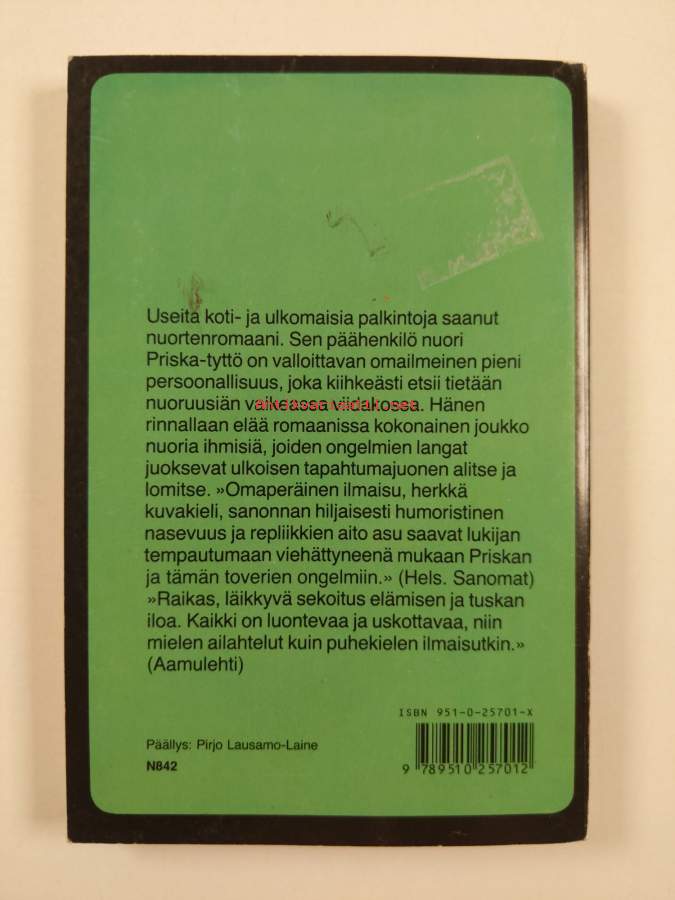 Useita koti- ja ulkomaisia palkintoja saanut
nuortenromaani. Sen päähenkilö nuori
Priska-tyttö on valloittavan omailmeinen pieni
persoonallisuus, joka kiihkeästi etsii tietään
nuoruusiän vaikeassa viidakossa. Hänen
rinnallaan elää romaanissa kokonainen joukko
nuoria ihmisiä, joiden ongelmien langat
juoksevat ulkoisen tapahtumajuonen alitse ja
lomitse. »Omaperäinen ilmaisu, herkkä
kuvakieli, sanonnan hiljaisesti humoristinen
nasevuus ja repliikkien aito asu saavat lukijan
tempautumaan viehättyneenä mukaan Priskan
ja tämän toverien ongelmiin.» (Hels. Sanomat)
»Raikas, läikkyvä sekoitus elämisen ja tuskan
iloa. Kaikki on luontevaa ja uskottavaa, niin
mielen ailahtelut kuin puhekielen ilmaisutkin.»
(Aamulehti)
ISBN 951-0-25701-X
Päällys: Pirjo Lausamo-Laine
N842
9 789510 257012